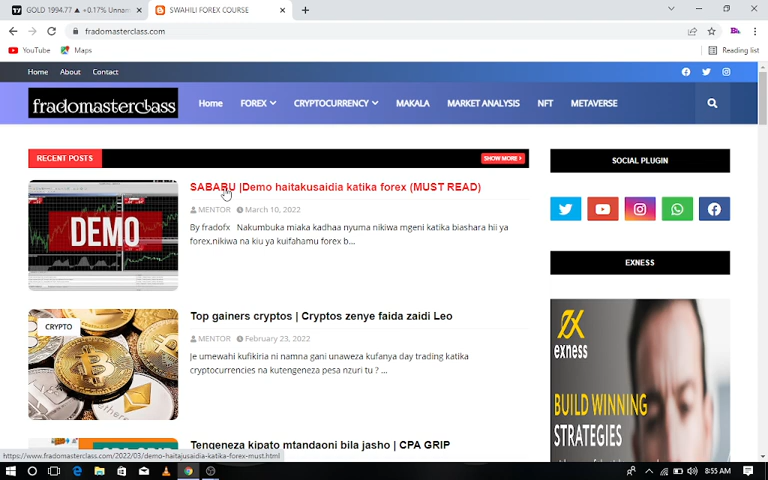 GOLD 1994.77 ▲ +0.17% Unnar
SWAHILI FOREX COURSE
fradomasterclass.com
YouTube
Maps
Reading list
Home
About
Contact
fradomasterclass
Home
FOREX
CRYPTOCURRENCY
MAKALA
MARKET ANALYSIS
NFT
METAVERSE
RECENT POSTS
SHOW MORE
SOCIAL PLUGIN
DEMO
SABABU |Demo haitakusaidia katika forex (MUST READ)
MENTOR March 10, 2022
By fradofx Nakumbuka miaka kadhaa nyuma nikiwa mgeni katika biashara hii ya
forex,nikiwa na kiu ya kuifahamu forex b...
EXNESS
CRYPTO
Top gainers cryptos | Cryptos zenye faida zaidi Leo
MENTOR February 23, 2022
Je umewahi kufikiria ni namna gani unaweza kufanya day trading katika
cryptocurrencies na kutengeneza pesa nzuri tu ? ...
exness
BUILD WINNING
STRATEGIES
Tengeneza kipato mtandaoni bila jasho | CPA GRIP
https://www.fradomasterclass.com/2022/03/demo-haitajusaidia-katika-forex-must.html
8:55 AM